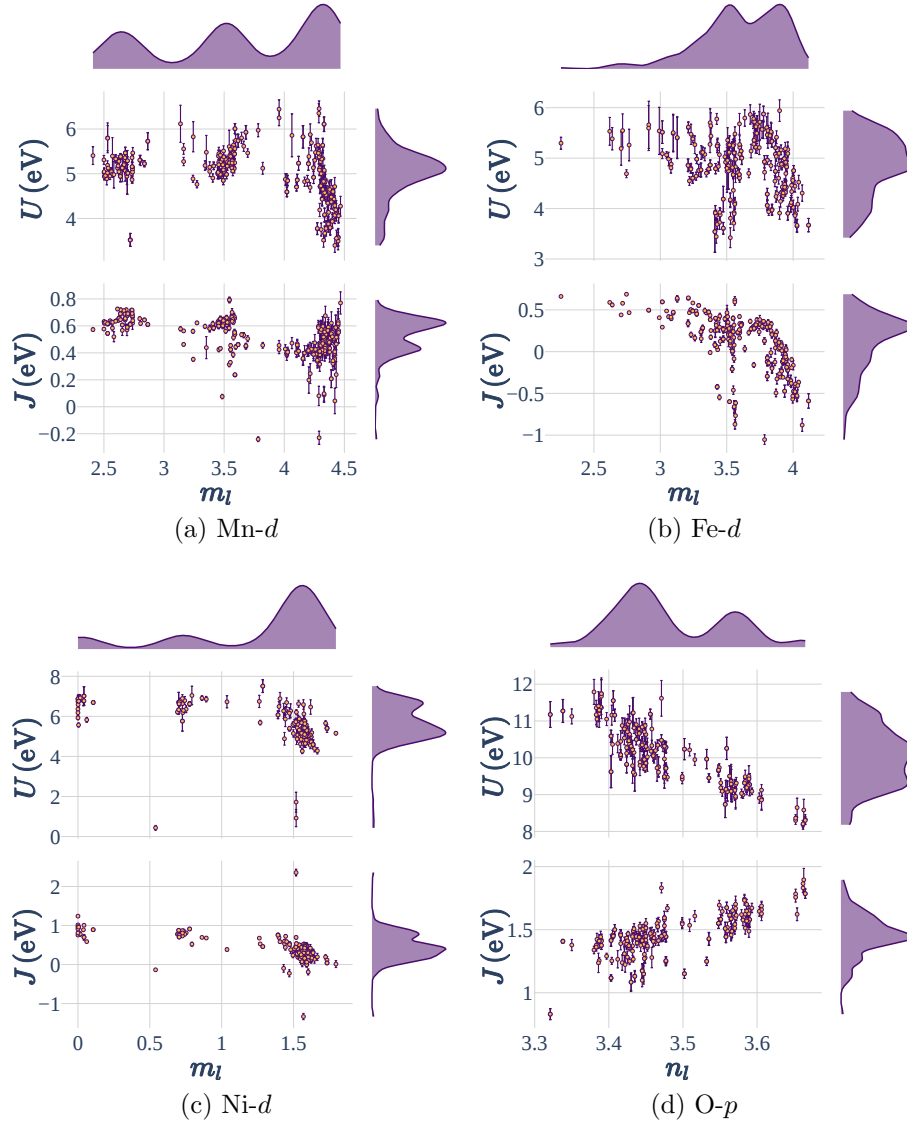 U (eV)
6
5
4
J (eV)
0.8
0.6
0.4
0.2
0
−0.2
2.5 3 3.5 4 4.5
m_l
(a) Mn-d
U (eV)
6
5
4
3
J (eV)
0.5
0
−0.5
−1
2.5 3 3.5 4
m_l
(b) Fe-d
U (eV)
8
6
4
2
0
J (eV)
2
1
0
−1
0 0.5 1 1.5
m_l
(c) Ni-d
U (eV)
12
11
10
9
8
J (eV)
2
1.5
1
3.3 3.4 3.5 3.6
n_l
(d) O-p